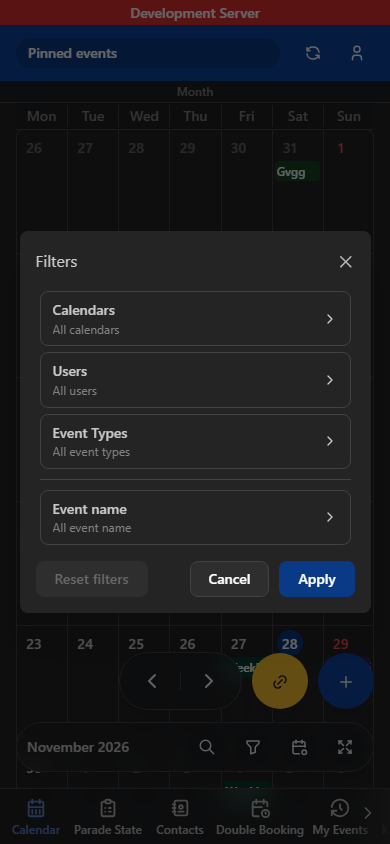 Development Server
Pinned events
Month
Mon Tue Wed Thu Fri Sat Sun
26 27 28 29 30 31 1
Gvgg
Filters
Calendars
All calendars
Users
All users
Event Types
All event types
Event name
All event name
Reset filters Cancel Apply
23 24 25 26 27 28 29
November 2026
Calendar Parade State Contacts Double Booking My Events